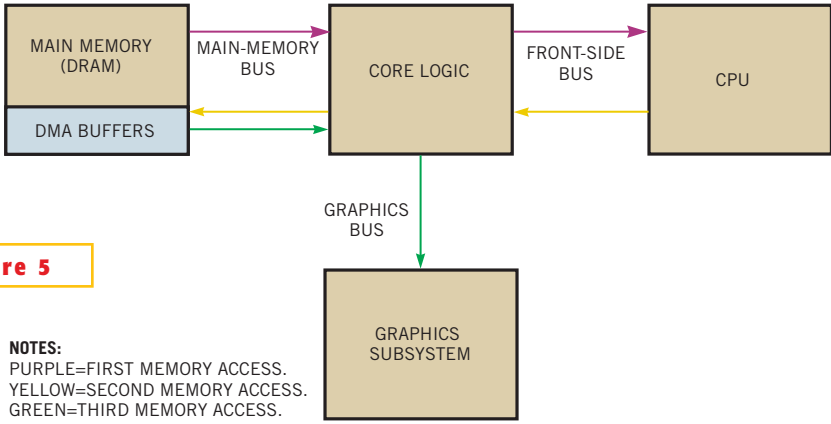 MAIN MEMORY
(DRAM)
MAIN-MEMORY
BUS
CORE LOGIC
FRONT-SIDE
BUS
CPU
DMA BUFFERS
GRAPHICS
BUS
re 5
GRAPHICS
SUBSYSTEM
NOTES:
PURPLE=FIRST MEMORY ACCESS.
YELLOW=SECOND MEMORY ACCESS.
GREEN=THIRD MEMORY ACCESS.